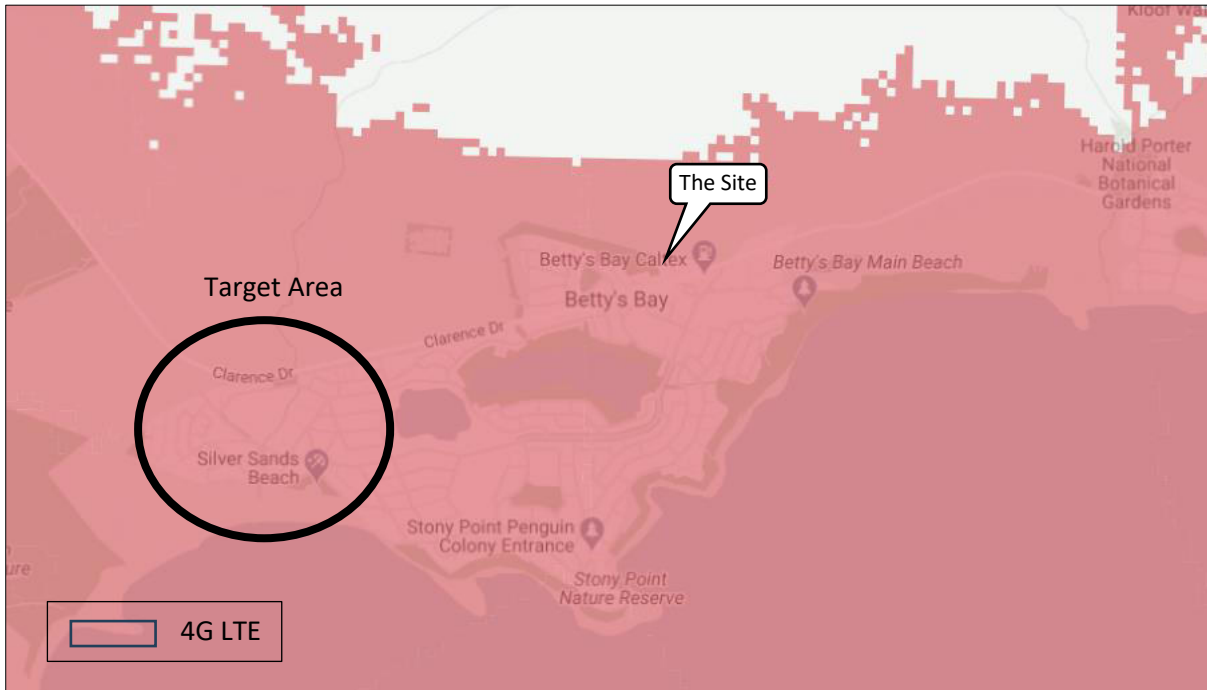 Kloof Wa
Harold Porter
National
Botanical
Gardens
The Site
Betty's Bay Caltex
Betty's Bay Main Beach
Betty's Bay
Target Area
Clarence Dr
Clarence Dr
Silver Sands
Beach
Stony Point Penguin
Colony Entrance
Stony Point
Nature Reserve
ure
4G LTE